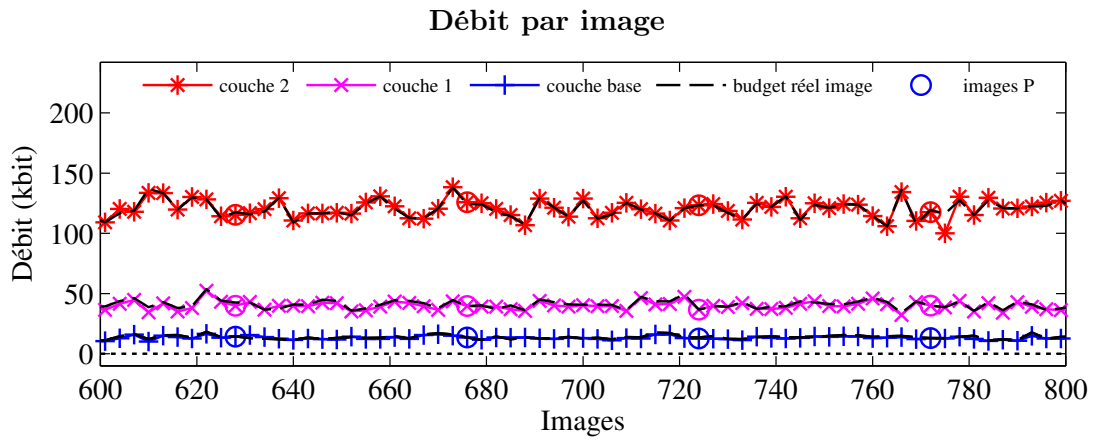 Débit par image
couche 2 couche 1 couche base budget réel image images P
Débit (kbit)
200
150
100
50
0
600 620 640 660 680 700 720 740 760 780 800
Images